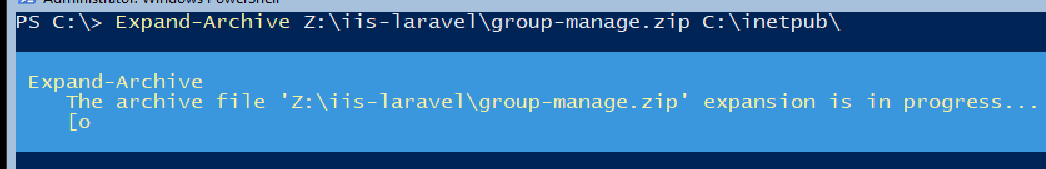 Administrator: Windows PowerShell
PS C:\> Expand-Archive Z:\iis-laravel\group-manage.zip C:\inetpub\
Expand-Archive
The archive file 'Z:\iis-laravel\group-manage.zip' expansion is in progress...
[o